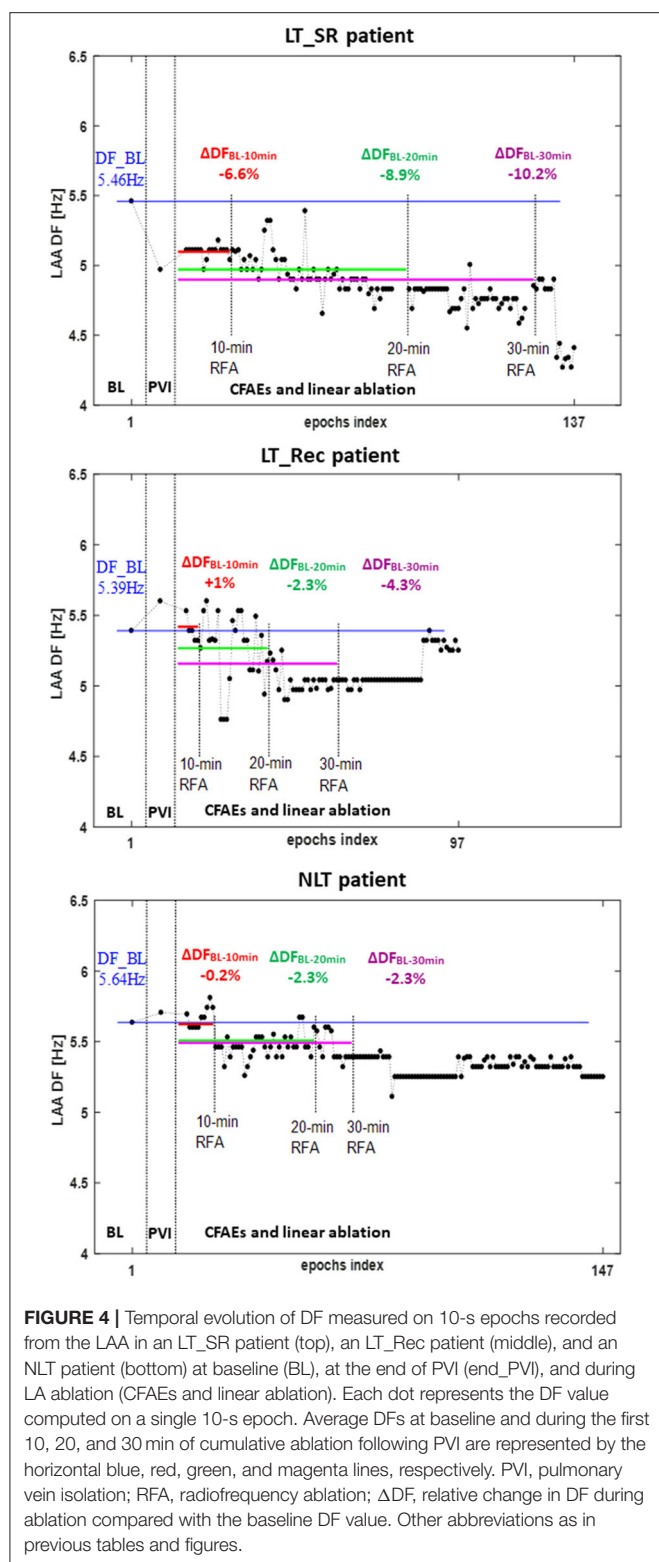 LT_SR patient
6.5
6
5.5
5
4.5
4
LAA DF [Hz]
DF_BL
5.46Hz
ΔDFBL-10min
-6.6%
ΔDFBL-20min
-8.9%
ΔDFBL-30min
-10.2%
10-min
RFA
20-min
RFA
30-min
RFA
BL
PVI
CFAEs and linear ablation
1
epochs index
137
LT_Rec patient
6.5
6
5.5
5
4.5
4
LAA DF [Hz]
DF_BL
5.39Hz
ΔDFBL-10min
+1%
ΔDFBL-20min
-2.3%
ΔDFBL-30min
-4.3%
10-min
RFA
20-min
RFA
30-min
RFA
BL
PVI
CFAEs and linear ablation
1
epochs index
97
NLT patient
6.5
6
5.5
5
4.5
4
LAA DF [Hz]
DF_BL
5.64Hz
ΔDFBL-10min
-0.2%
ΔDFBL-20min
-2.3%
ΔDFBL-30min
-2.3%
10-min
RFA
20-min
RFA
30-min
RFA
BL
PVI
CFAEs and linear ablation
1
epochs index
147
FIGURE 4 | Temporal evolution of DF measured on 10-s epochs recorded
from the LAA in an LT_SR patient (top), an LT_Rec patient (middle), and an
NLT patient (bottom) at baseline (BL), at the end of PVI (end_PVI), and during
LA ablation (CFAEs and linear ablation). Each dot represents the DF value
computed on a single 10-s epoch. Average DFs at baseline and during the first
10, 20, and 30 min of cumulative ablation following PVI are represented by the
horizontal blue, red, green, and magenta lines, respectively. PVI, pulmonary
vein isolation; RFA, radiofrequency ablation; ΔDF, relative change in DF during
ablation compared with the baseline DF value. Other abbreviations as in
previous tables and figures.